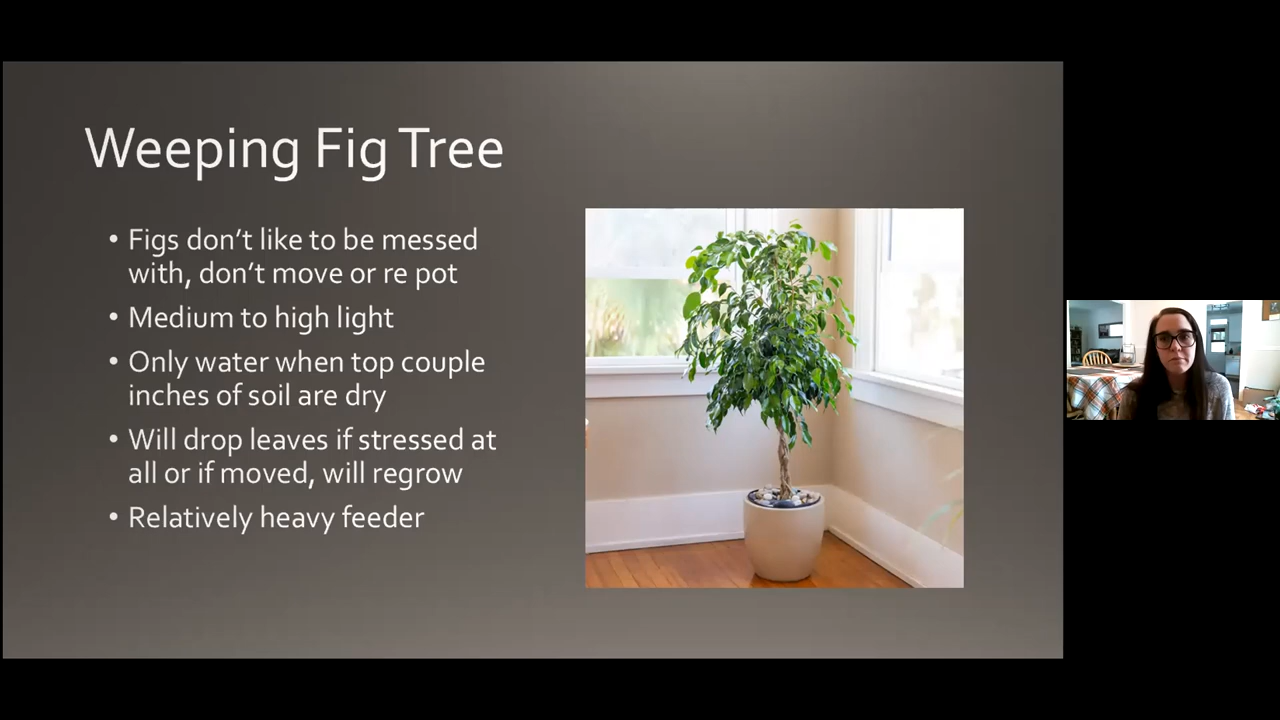 Weeping Fig Tree
• Figs don't like to be messed
with, don't move or re pot
• Medium to high light
• Only water when top couple
inches of soil are dry
• Will drop leaves if stressed at
all or if moved, will regrow
• Relatively heavy feeder